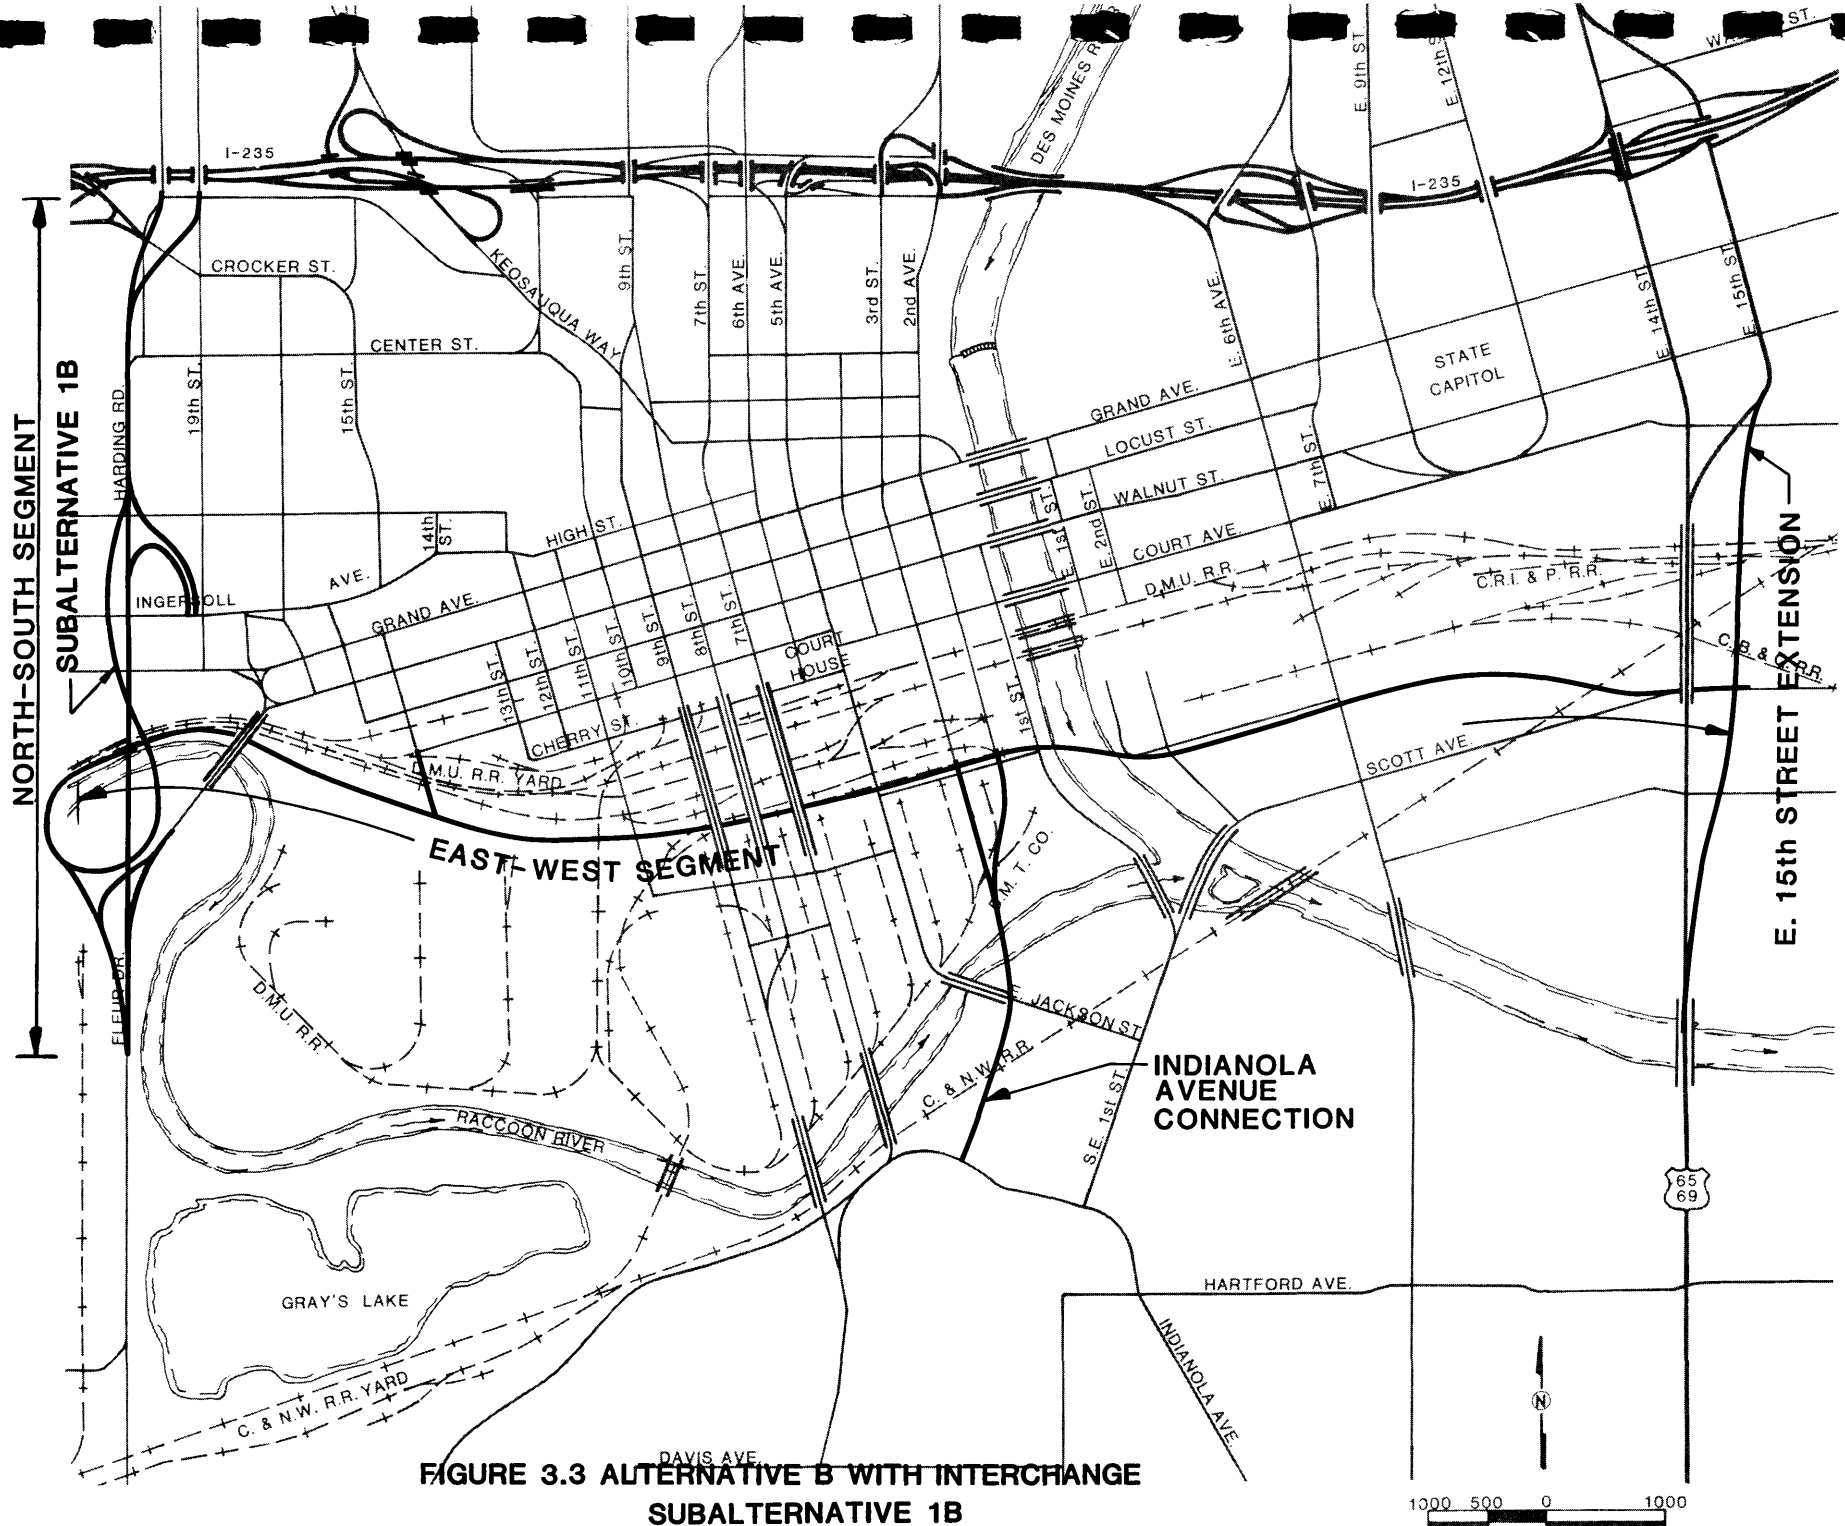 ST.
DES MOINES R
E. 9th ST.
E. 12th S
I-235
I-235
CROCKER ST.
KEOSAUQUA WAY
9th ST.
7th ST.
6th AVE.
5th AVE.
3rd ST.
2nd AVE.
E. 6th AVE.
E. 14th ST.
E. 15th ST.
CENTER ST.
STATE
CAPITOL
NORTH-SOUTH SEGMENT
SUBALTERNATIVE 1B
HARDING RD.
19th ST.
15th ST.
GRAND AVE.
LOCUST ST.
WALNUT ST.
E. 7th ST.
E. 1st ST.
E. 2nd ST.
COURT AVE.
14th
ST.
HIGH ST.
D.M.U. R.R.
C.R.I. & P. R.R.
E. 15th STREET EXTENSION
INGERSOLL
AVE.
GRAND AVE.
13th ST.
12th ST.
11th ST.
10th ST.
9th ST.
8th ST.
7th ST.
COURT
HOUSE
1st ST.
C. B. & Q. R.R.
CHERRY ST.
D.M.U. R.R. YARD
SCOTT AVE.
EAST-WEST SEGMENT
M. T. CO.
FLEUR DR.
D.M.U. R.R.
E. JACKSON ST.
C. & N.W. R.R.
S.E. 1st ST.
INDIANOLA
AVENUE
CONNECTION
RACCOON RIVER
65
69
GRAY'S LAKE
HARTFORD AVE.
INDIANOLA AVE.
C. & N.W. R.R. YARD
N
DAVIS AVE.
FIGURE 3.3 ALTERNATIVE B WITH INTERCHANGE
SUBALTERNATIVE 1B
1000 500 0 1000